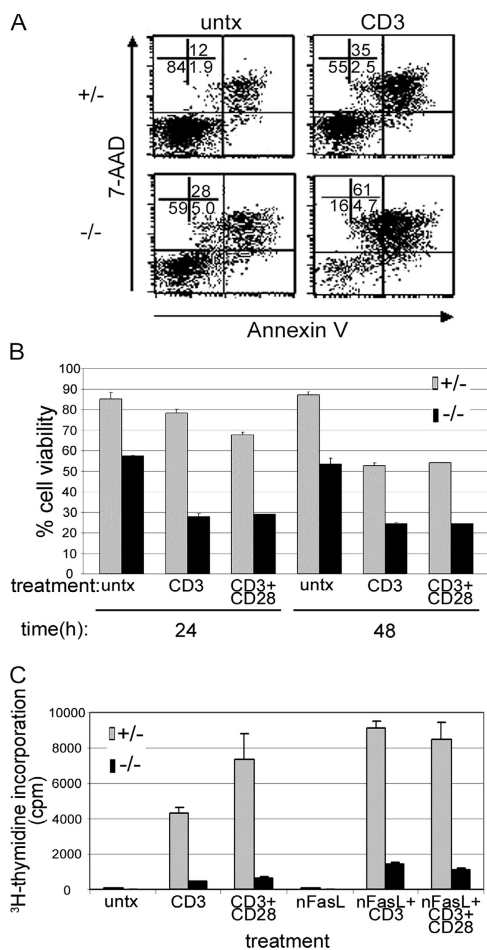 A
untx
CD3
7-AAD
+/-
12
84 1.9
35
55 2.5
-/-
28
59 5.0
61
16 4.7
Annexin V
B
% cell viability
100
90
80
70
60
50
40
30
20
10
0
+/-
-/-
treatment: untx CD3 CD3+ CD28 untx CD3 CD3+ CD28
time(h): 24 48
C
³H-thymidine incorporation (cpm)
10000
8000
6000
4000
2000
0
+/-
-/-
untx CD3 CD3+ CD28 nFasL nFasL+ CD3 nFasL+ CD3+ CD28
treatment